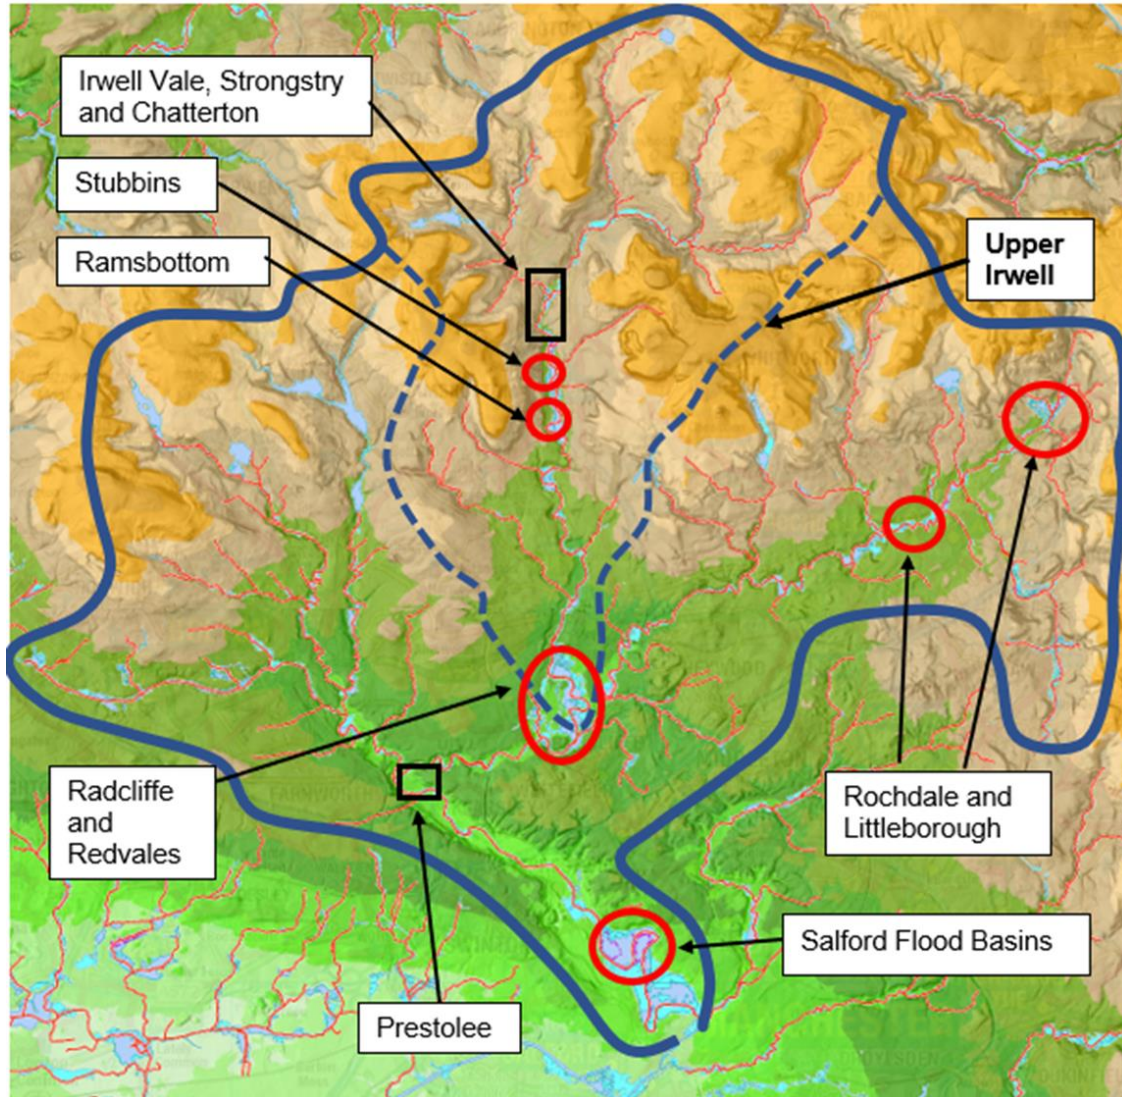 Irwell Vale, Strongstry
and Chatterton
Stubbins
Ramsbottom
Upper
Irwell
Radcliffe
and
Redvales
FARNWORTH
Rochdale and
Littleborough
Salford Flood Basins
Prestolee